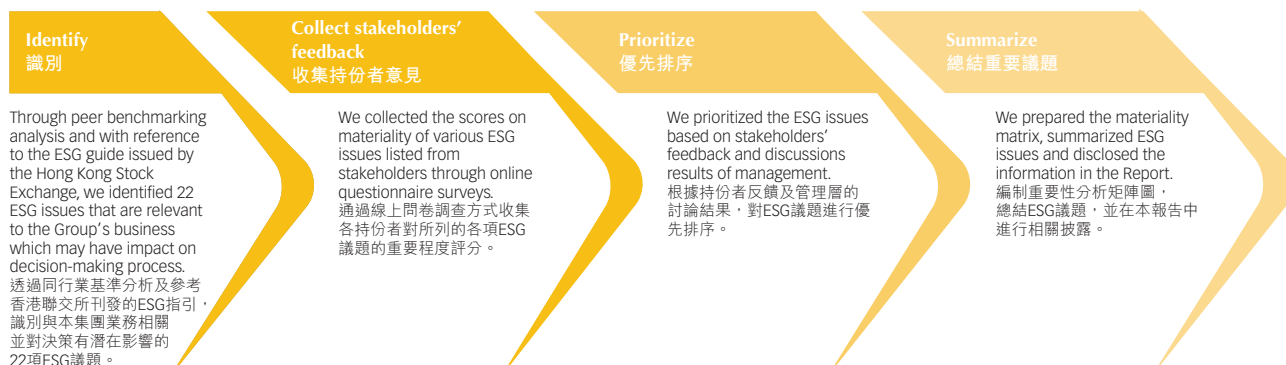 Identify
識別
Through peer benchmarking
analysis and with reference
to the ESG guide issued by
the Hong Kong Stock
Exchange, we identified 22
ESG issues that are relevant
to the Group's business
which may have impact on
decision-making process.
透過同行業基準分析及參考
香港聯交所刊發的ESG指引，
識別與本集團業務相關
並對決策有潛在影響的
22項ESG議題。
Collect stakeholders'
feedback
收集持份者意見
We collected the scores on
materiality of various ESG
issues listed from
stakeholders through online
questionnaire surveys.
通過線上問卷調查方式收集
各持份者對所列的各項ESG
議題的重要程度評分。
Prioritize
優先排序
We prioritized the ESG issues
based on stakeholders'
feedback and discussions
results of management.
根據持份者反饋及管理層的
討論結果，對ESG議題進行優
先排序。
Summarize
總結重要議題
We prepared the materiality
matrix, summarized ESG
issues and disclosed the
information in the Report.
編制重要性分析矩陣圖，
總結ESG議題，並在本報告中
進行相關披露。